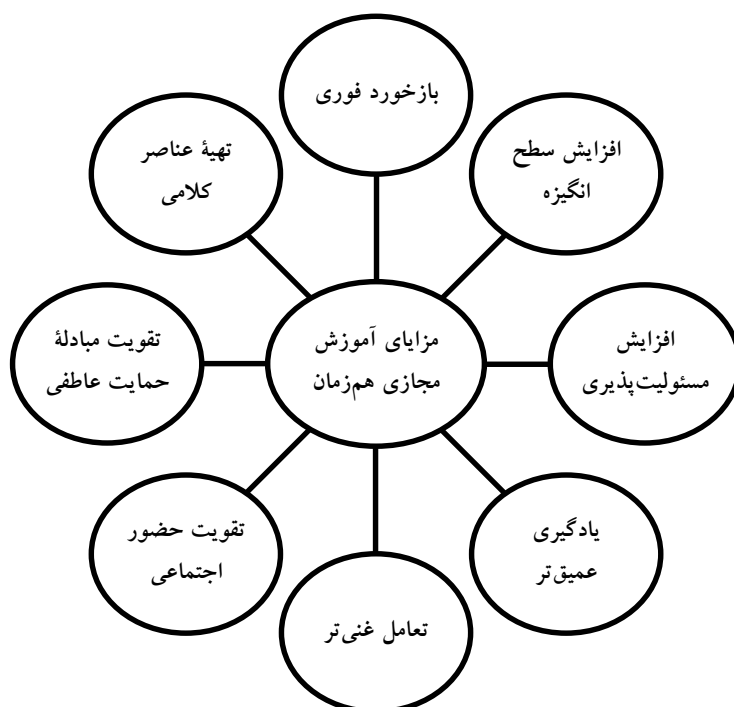 بازخورد فوری
افزایش سطح
انگیزه
تهیهٔ عناصر
کلامی
مزایای آموزش
مجازی هم‌زمان
افزایش
مسئولیت‌پذیری
تقویت مبادلهٔ
حمایت عاطفی
یادگیری
عمیق‌تر
تقویت حضور
اجتماعی
تعامل غنی‌تر